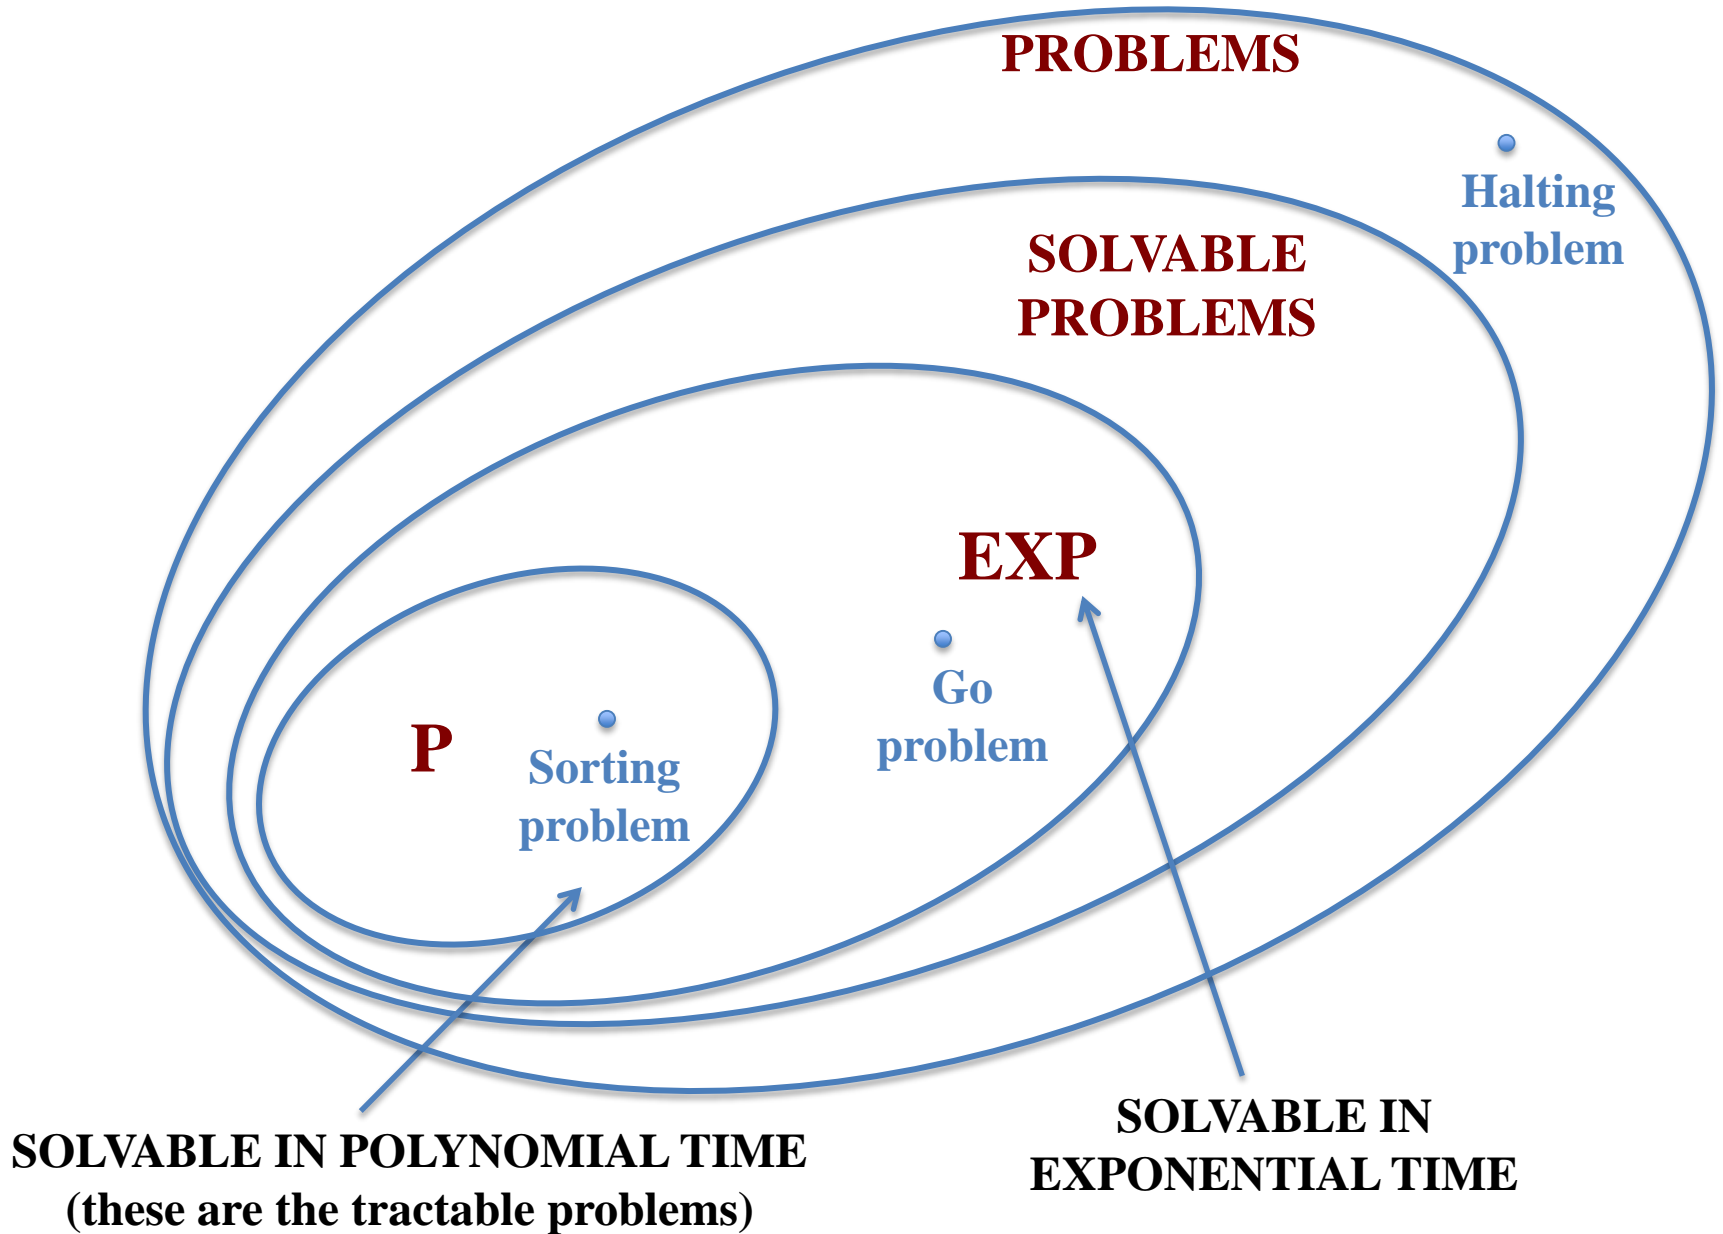 PROBLEMS
Halting
problem
SOLVABLE
PROBLEMS
EXP
Go
problem
P
Sorting
problem
SOLVABLE IN POLYNOMIAL TIME
(these are the tractable problems)
SOLVABLE IN
EXPONENTIAL TIME